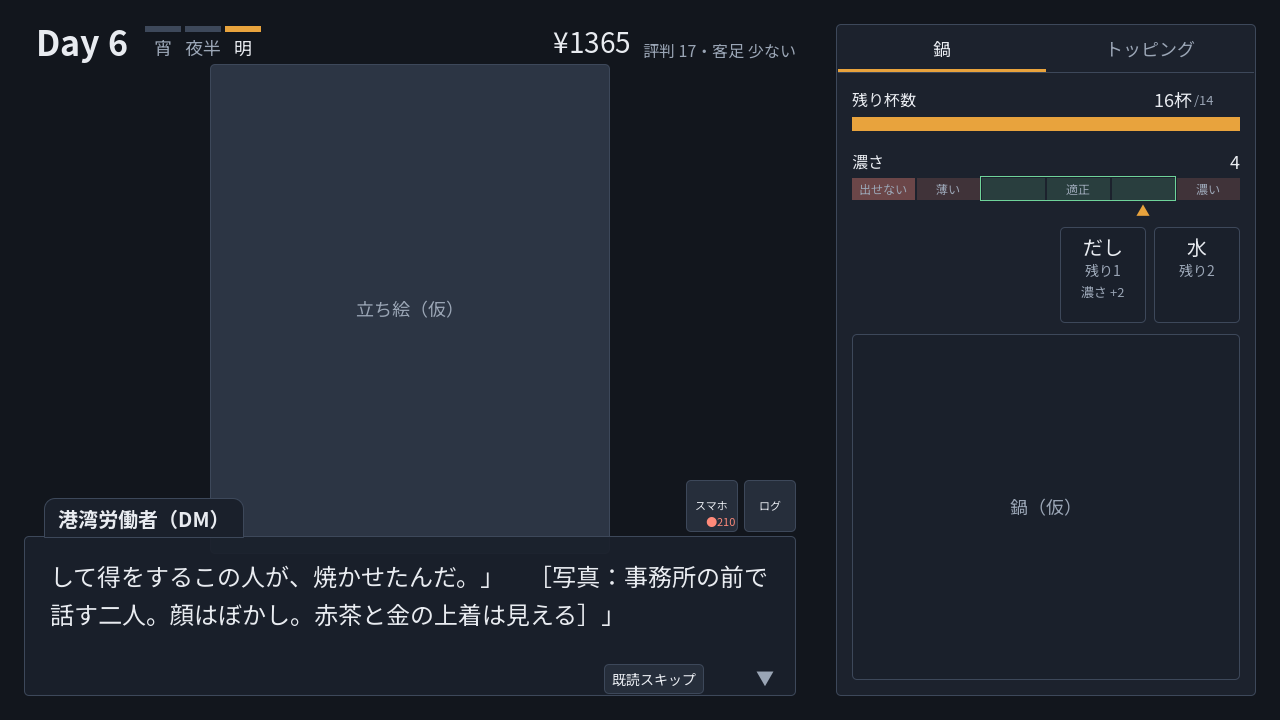 Day 6
宵 夜半 明
¥1365
評判 17・客足 少ない
立ち絵（仮）
スマホ
210
ログ
港湾労働者（DM）
して得をするこの人が、焼かせたんだ。」　［写真：事務所の前で
話す二人。顔はぼかし。赤茶と金の上着は見える］」
既読スキップ
▼
鍋
トッピング
残り杯数
16杯/14
濃さ
4
出せない 薄い 適正 濃い
だし
残り1
濃さ +2
水
残り2
鍋（仮）